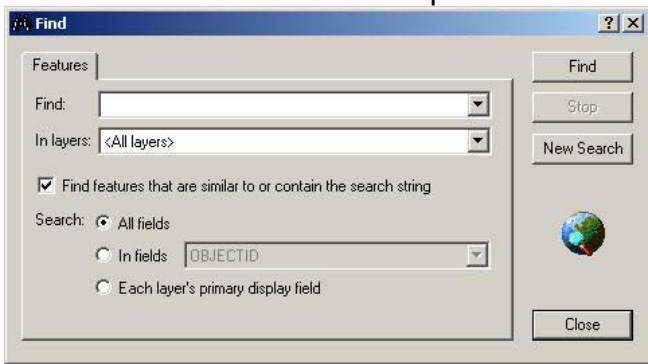 Find
Features
Find
Find:
Stop
In layers: <All layers>
New Search
Find features that are similar to or contain the search string
Search: All fields
In fields OBJECTID
Each layer's primary display field
Close